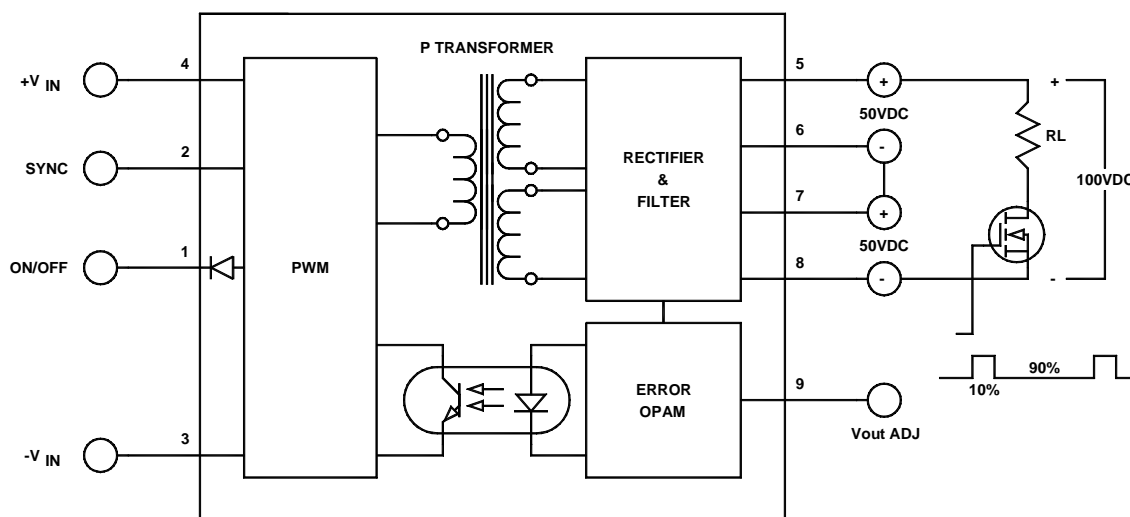 P TRANSFORMER
4
+V IN
2
SYNC
1
ON/OFF
PWM
3
-V IN
RECTIFIER
&
FILTER
ERROR
OPAM
5
+
50VDC
6
-
7
+
50VDC
8
-
9
Vout ADJ
RL
+
100VDC
-
90%
10%